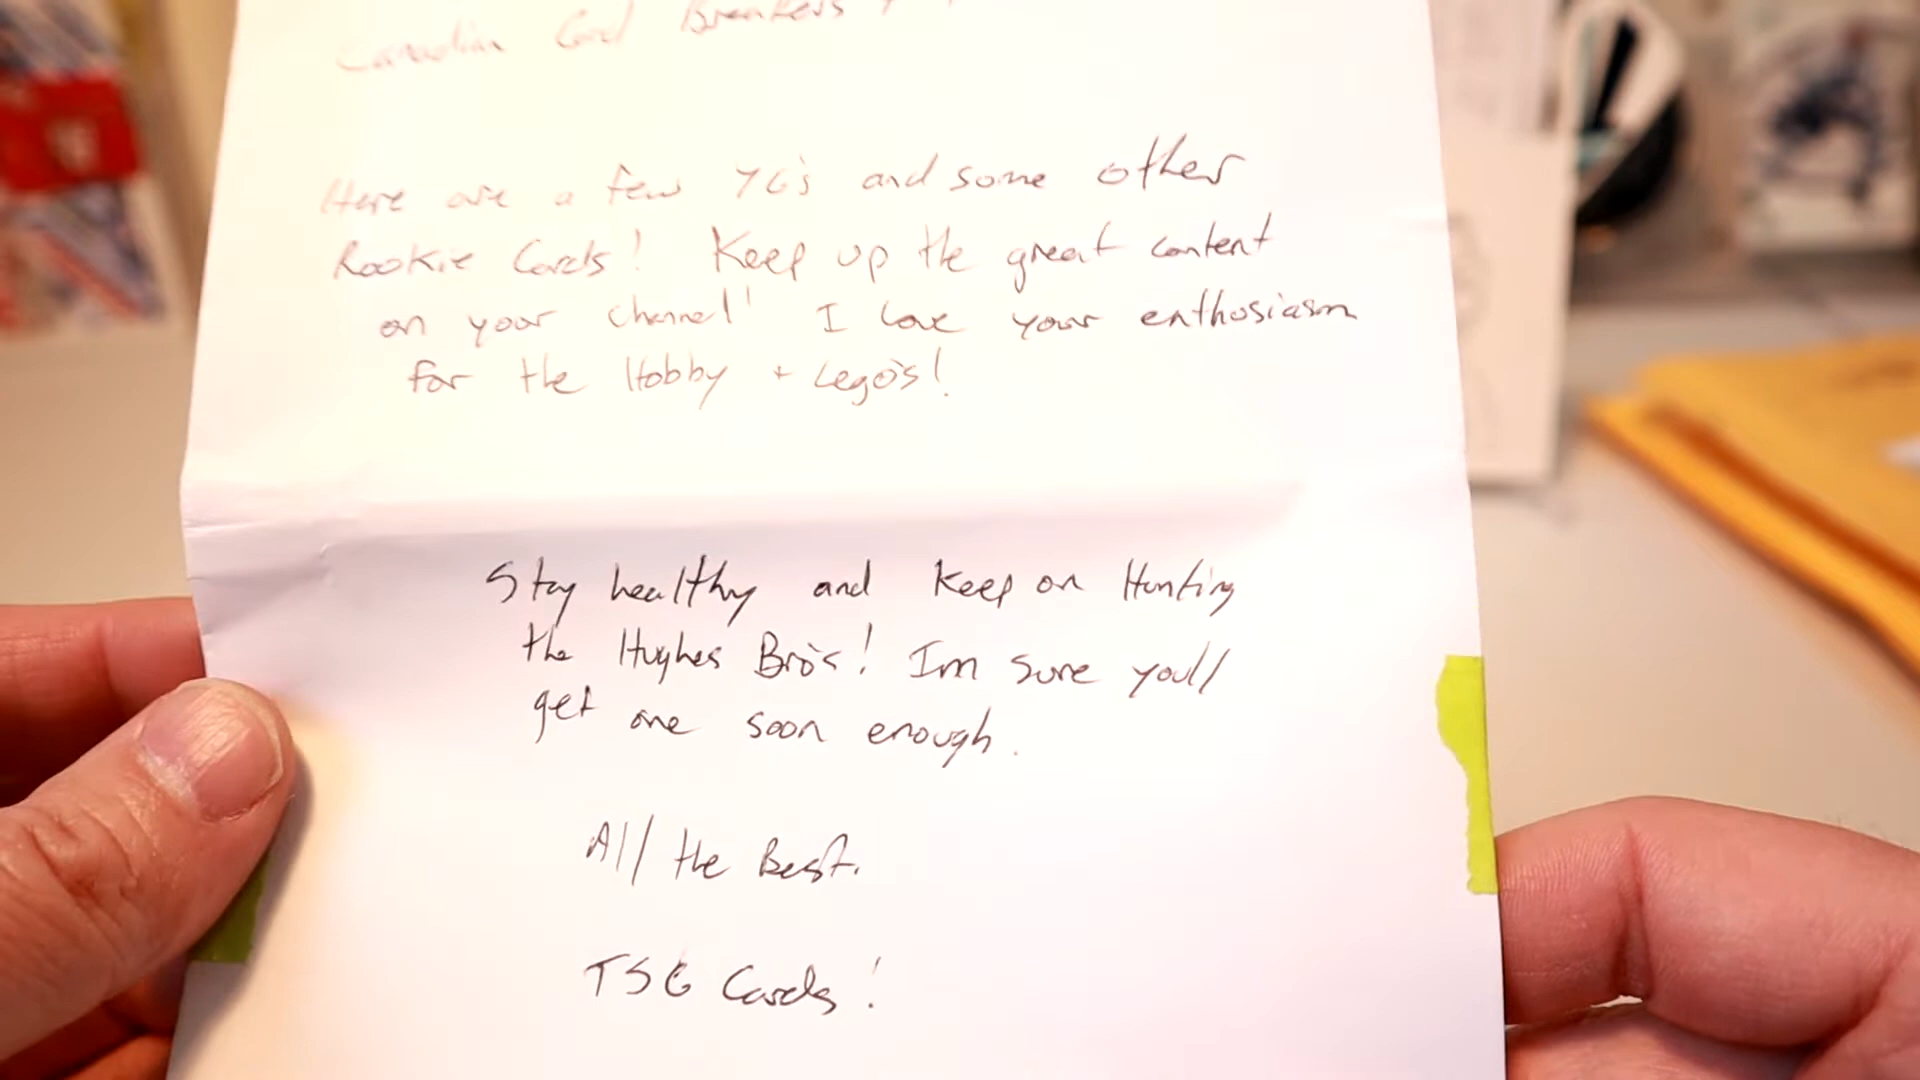 Canadian Card Breakers
Here are a few YG's and some other
Rookie Cards! Keep up the great content
on your channel! I love your enthusiasm
for the Hobby + Lego's!
Stay healthy and Keep on Hunting
the Hughes Bro's! Im sure you'll
get one soon enough.
All the Best.
TSG Cards!